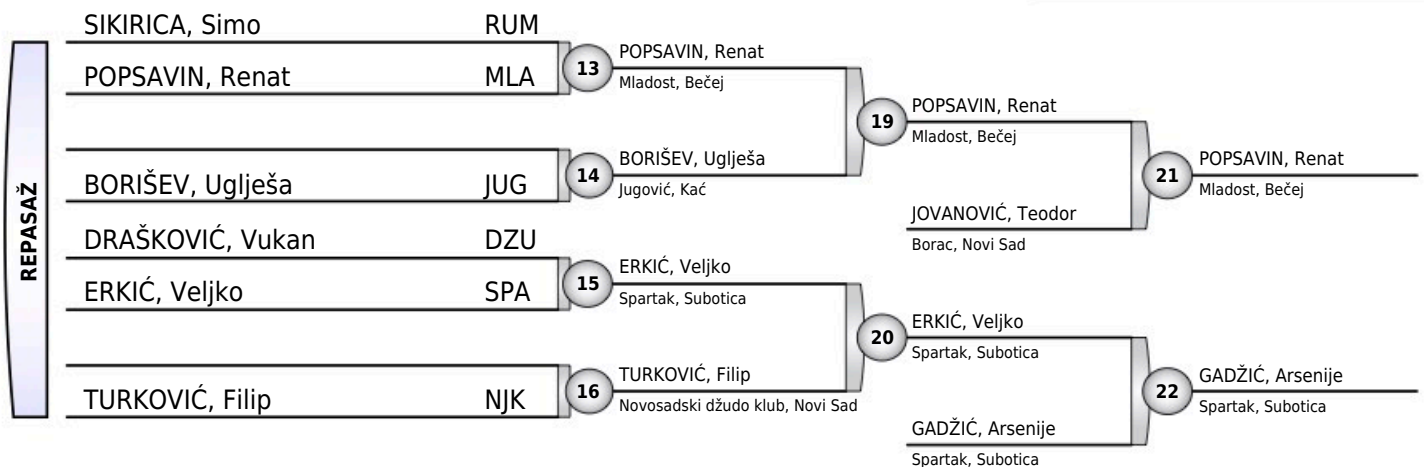 REPASAŽ
SIKIRICA, Simo RUM
POPSAVIN, Renat MLA
BORIŠEV, Uglješa JUG
DRAŠKOVIĆ, Vukan DZU
ERKIĆ, Veljko SPA
TURKOVIĆ, Filip NJK
13
POPSAVIN, Renat
Mladost, Bečej
14
BORIŠEV, Uglješa
Jugović, Kać
15
ERKIĆ, Veljko
Spartak, Subotica
16
TURKOVIĆ, Filip
Novosadski džudo klub, Novi Sad
19
POPSAVIN, Renat
Mladost, Bečej
JOVANOVIĆ, Teodor
Borac, Novi Sad
20
ERKIĆ, Veljko
Spartak, Subotica
GADŽIĆ, Arsenije
Spartak, Subotica
21
POPSAVIN, Renat
Mladost, Bečej
22
GADŽIĆ, Arsenije
Spartak, Subotica